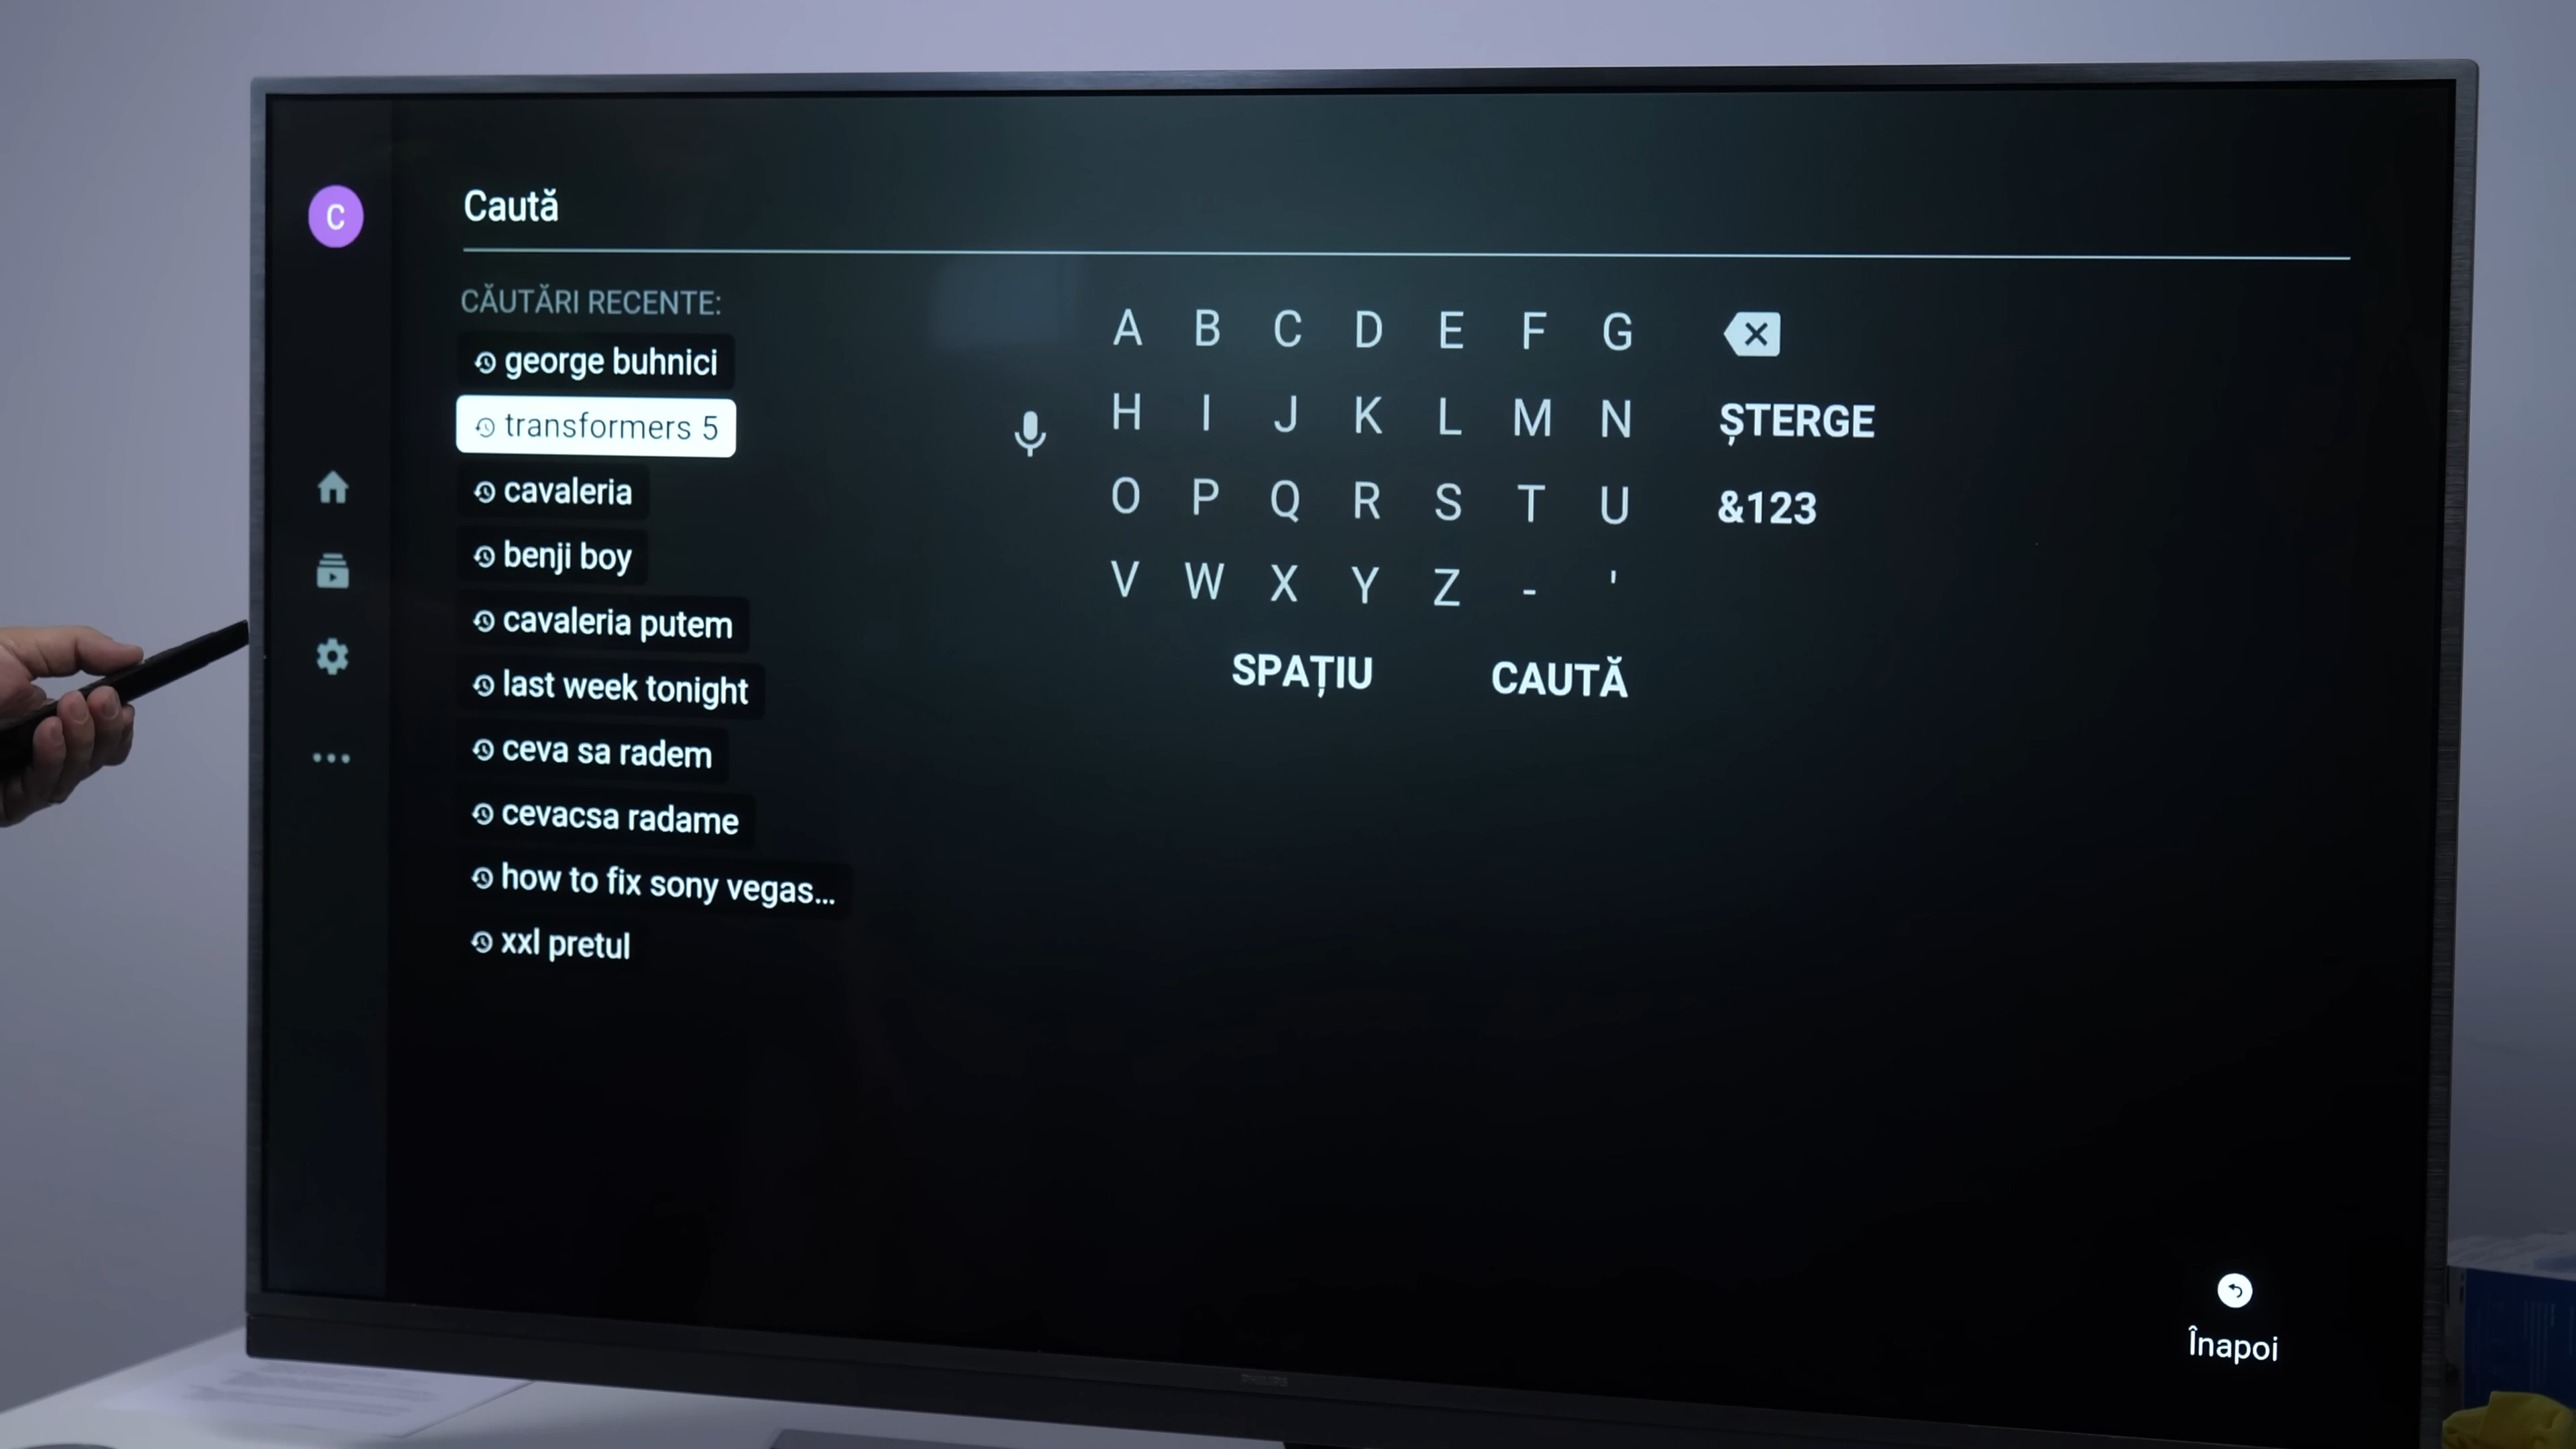 C
Caută
CĂUTĂRI RECENTE:
george buhnici
transformers 5
cavaleria
benji boy
cavaleria putem
last week tonight
ceva sa radem
cevacsa radame
how to fix sony vegas...
xxl pretul
A B C D E F G
H I J K L M N ȘTERGE
O P Q R S T U &123
V W X Y Z - '
SPAȚIU CAUTĂ
Înapoi
PHILIPS